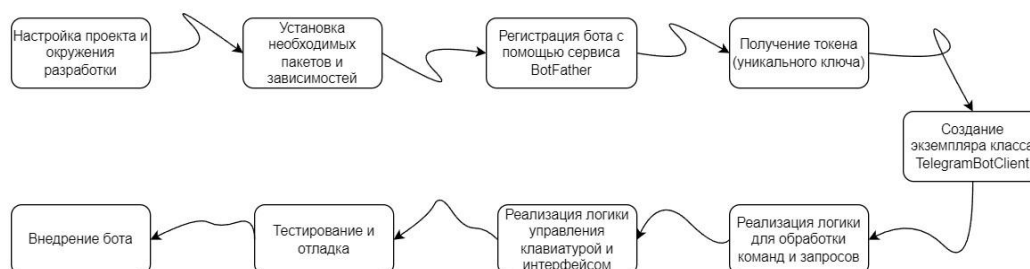 Настройка проекта и
окружения
разработки
Установка
необходимых
пакетов и
зависимостей
Регистрация бота с
помощью сервиса
BotFather
Получение токена
(уникального ключа)
Создание
экземпляра класса
TelegramBotClient
Реализация логики
для обработки
команд и запросов
Реализация логики
управления
клавиатурой и
интерфейсом
Тестирование и
отладка
Внедрение бота